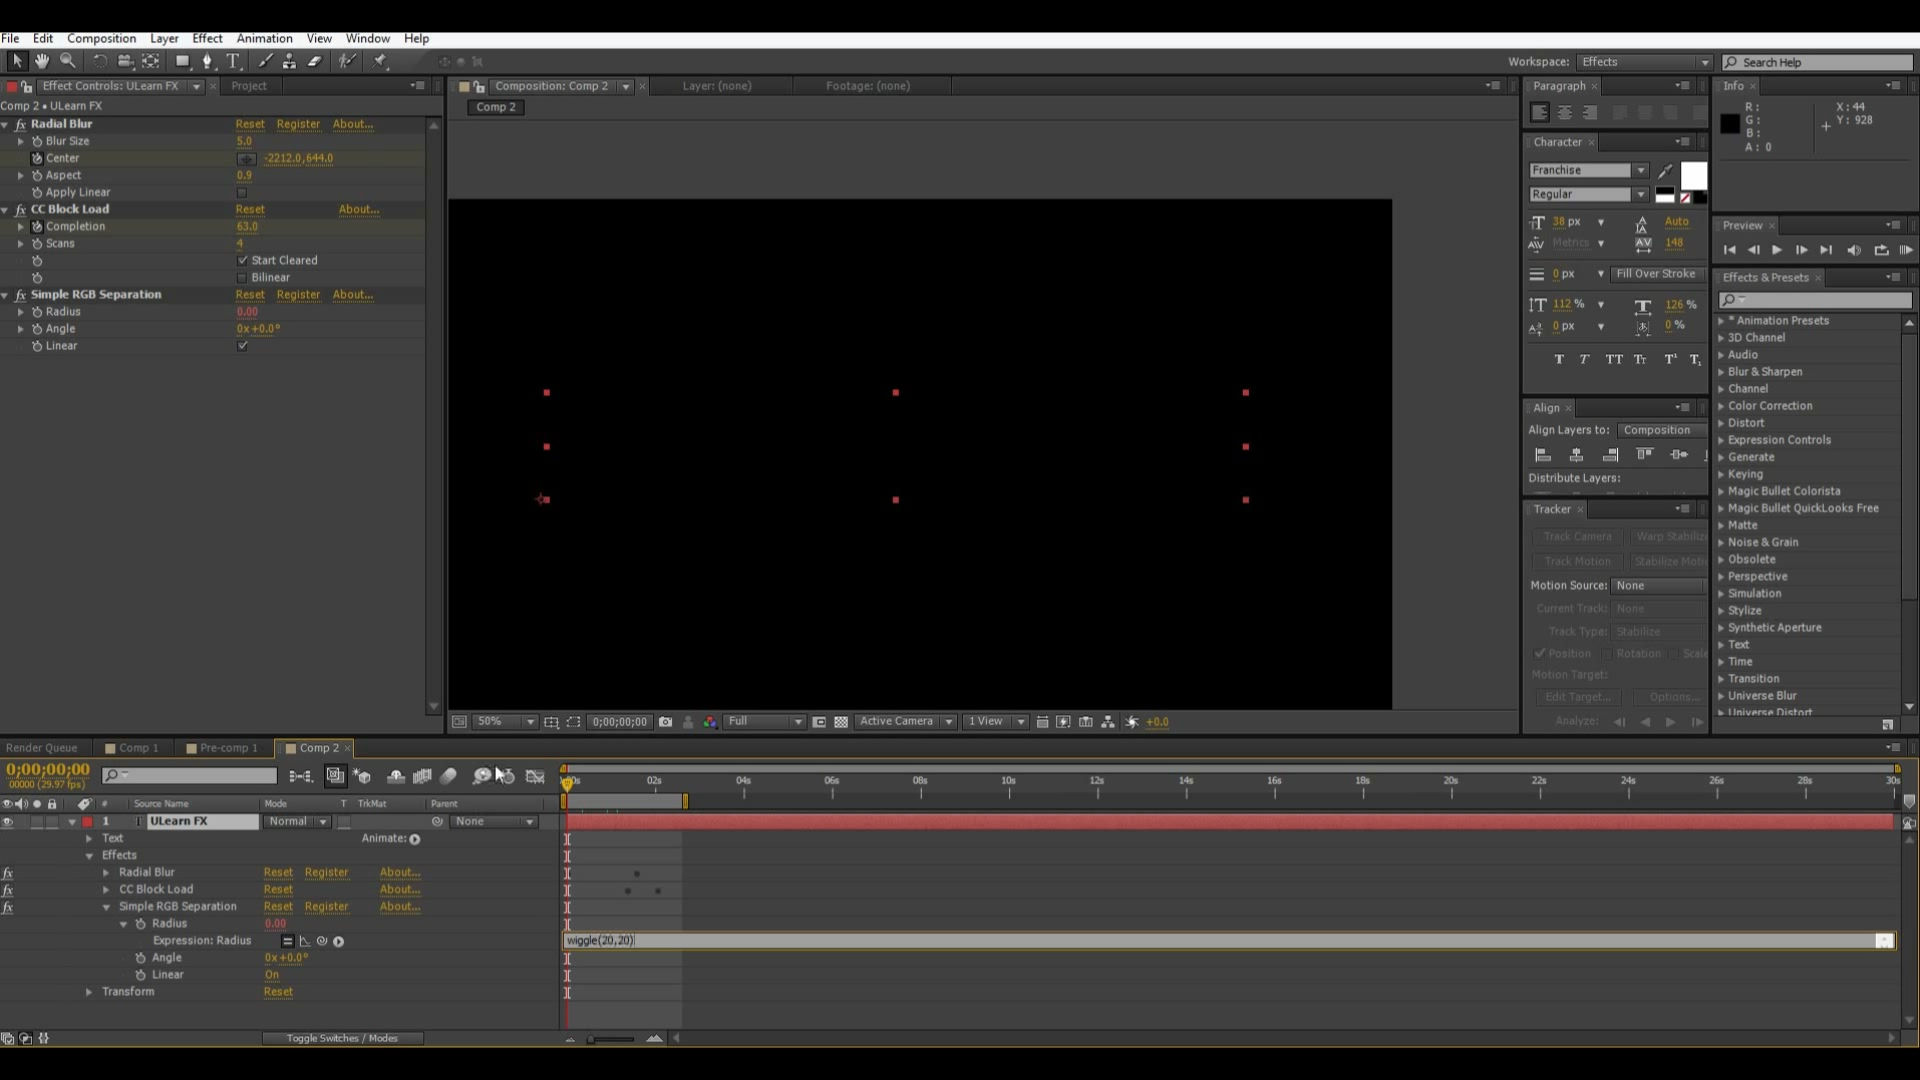 File Edit Composition Layer Effect Animation View Window Help
Workspace: Effects
Search Help
Effect Controls: ULearn FX Project
Composition: Comp 2 Layer: (none) Footage: (none)
Comp 2
Comp 2 • ULearn FX
Radial Blur Reset Register About...
Blur Size 5.0
Center -2212.0,644.0
Aspect 0.9
Apply Linear
CC Block Load Reset About...
Completion 63.0
Scans 4
Start Cleared
Bilinear
Simple RGB Separation Reset Register About...
Radius 0.00
Angle 0x+0.0°
Linear
50% 0;00;00;00 Full Active Camera 1 View +0.0
Paragraph
Character
Franchise
Regular
38 px Auto
Metrics 148
0 px Fill Over Stroke
112 % 126 %
0 px 0 %
T T TT Tr T¹ T₁
Align
Align Layers to: Composition
Distribute Layers:
Tracker
Track Camera Warp Stabiliz
Track Motion Stabilize Moti
Motion Source: None
Current Track: None
Track Type: Stabilize
Position Rotation Scale
Motion Target:
Edit Target... Options...
Analyze:
Info
R: X: 44
G: Y: 928
B:
A: 0
Preview
Effects & Presets
* Animation Presets
3D Channel
Audio
Blur & Sharpen
Channel
Color Correction
Distort
Expression Controls
Generate
Keying
Magic Bullet Colorista
Magic Bullet QuickLooks Free
Matte
Noise & Grain
Obsolete
Perspective
Simulation
Stylize
Synthetic Aperture
Text
Time
Transition
Universe Blur
Universe Distort
Render Queue Comp 1 Pre-comp 1 Comp 2
0;00;00;00
00000 (29.97 fps)
00s 02s 04s 06s 08s 10s 12s 14s 16s 18s 20s 22s 24s 26s 28s 30s
# Source Name Mode T TrkMat Parent
1 T ULearn FX Normal None
Text Animate:
Effects
fx Radial Blur Reset Register About...
fx CC Block Load Reset About...
fx Simple RGB Separation Reset Register About...
Radius 0.00
Expression: Radius wiggle(20,20)
Angle 0x+0.0°
Linear On
Transform Reset
Toggle Switches / Modes